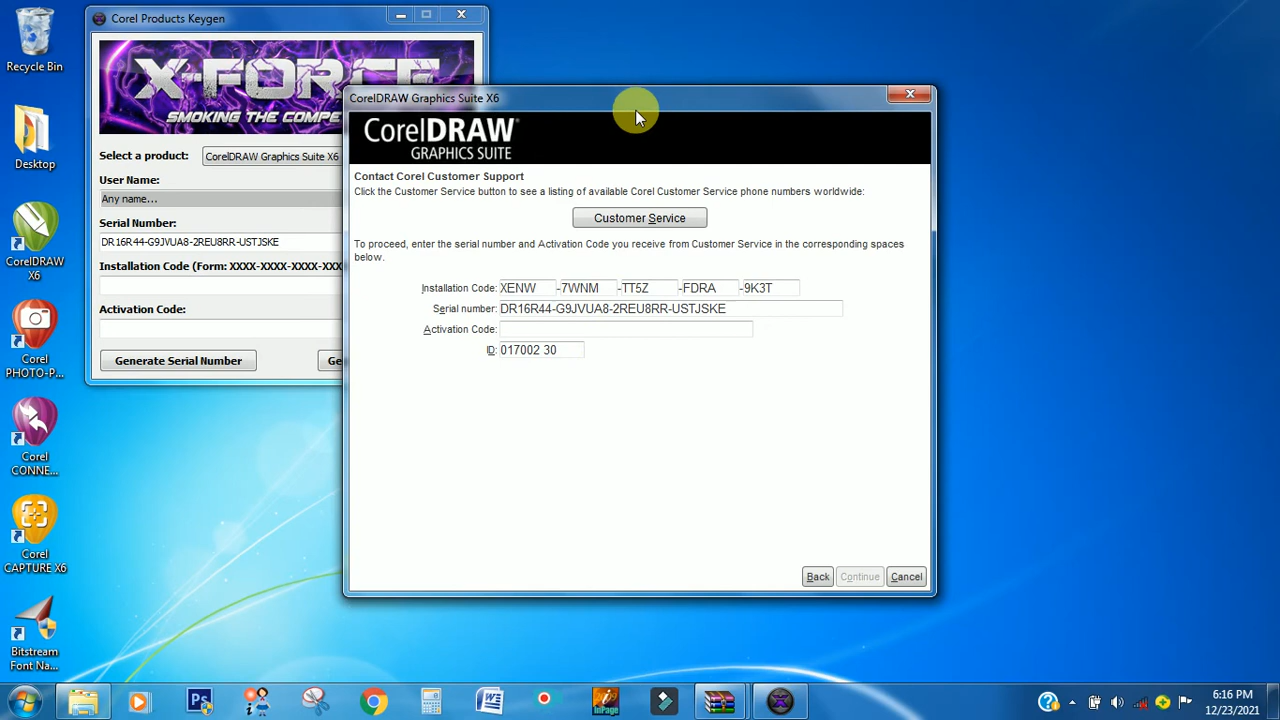 Recycle Bin
Desktop
CorelDRAW
X6
Corel
PHOTO-P...
Corel
CONNE...
Corel
CAPTURE X6
Bitstream
Font Na...
Corel Products Keygen
X-FORCE
SMOKING THE COMPE
Select a product: CorelDRAW Graphics Suite X6
User Name:
Any name...
Serial Number:
DR16R44-G9JVUA8-2REU8RR-USTJSKE
Installation Code (Form: XXXX-XXXX-XXXX-XXX
Activation Code:
Generate Serial Number
Ge
CorelDRAW Graphics Suite X6
CorelDRAW®
GRAPHICS SUITE
Contact Corel Customer Support
Click the Customer Service button to see a listing of available Corel Customer Service phone numbers worldwide:
Customer Service
To proceed, enter the serial number and Activation Code you receive from Customer Service in the corresponding spaces
below.
Installation Code: XENW -7WNM -TT5Z -FDRA -9K3T
Serial number: DR16R44-G9JVUA8-2REU8RR-USTJSKE
Activation Code:
ID: 017002 30
Back Continue Cancel
Ps
W
InPage
6:16 PM
12/23/2021